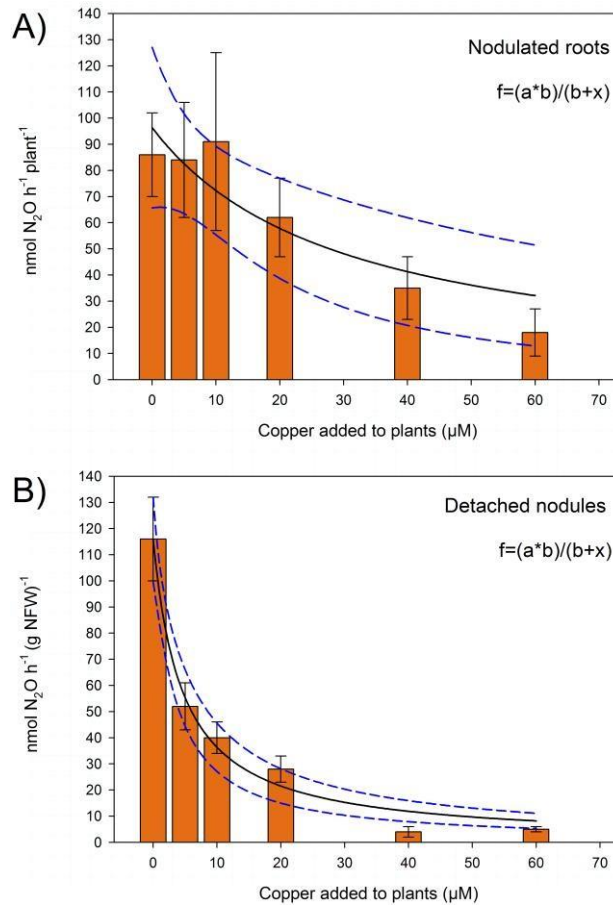 A)
Nodulated roots
f=(a*b)/(b+x)
140
130
120
110
100
90
80
70
60
50
40
30
20
10
0
nmol N₂O h⁻¹ plant⁻¹
0 10 20 30 40 50 60 70
Copper added to plants (µM)
B)
Detached nodules
f=(a*b)/(b+x)
140
130
120
110
100
90
80
70
60
50
40
30
20
10
0
nmol N₂O h⁻¹ (g NFW)⁻¹
0 10 20 30 40 50 60 70
Copper added to plants (µM)